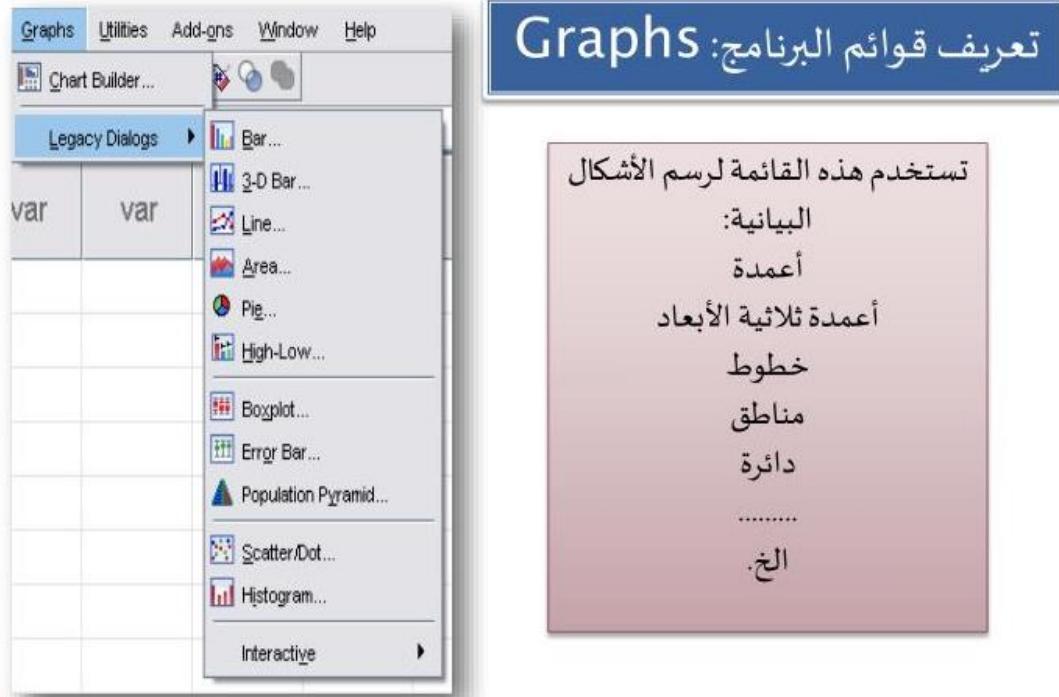 Graphs Utilities Add-ons Window Help
Chart Builder...
Legacy Dialogs
Bar...
3-D Bar...
Line...
Area...
Pie...
High-Low...
Boxplot...
Error Bar...
Population Pyramid...
Scatter/Dot...
Histogram...
Interactive
var var
تعريف قوائم البرنامج: Graphs
تستخدم هذه القائمة لرسم الأشكال
البيانية:
أعمدة
أعمدة ثلاثية الأبعاد
خطوط
مناطق
دائرة
.........
الخ.